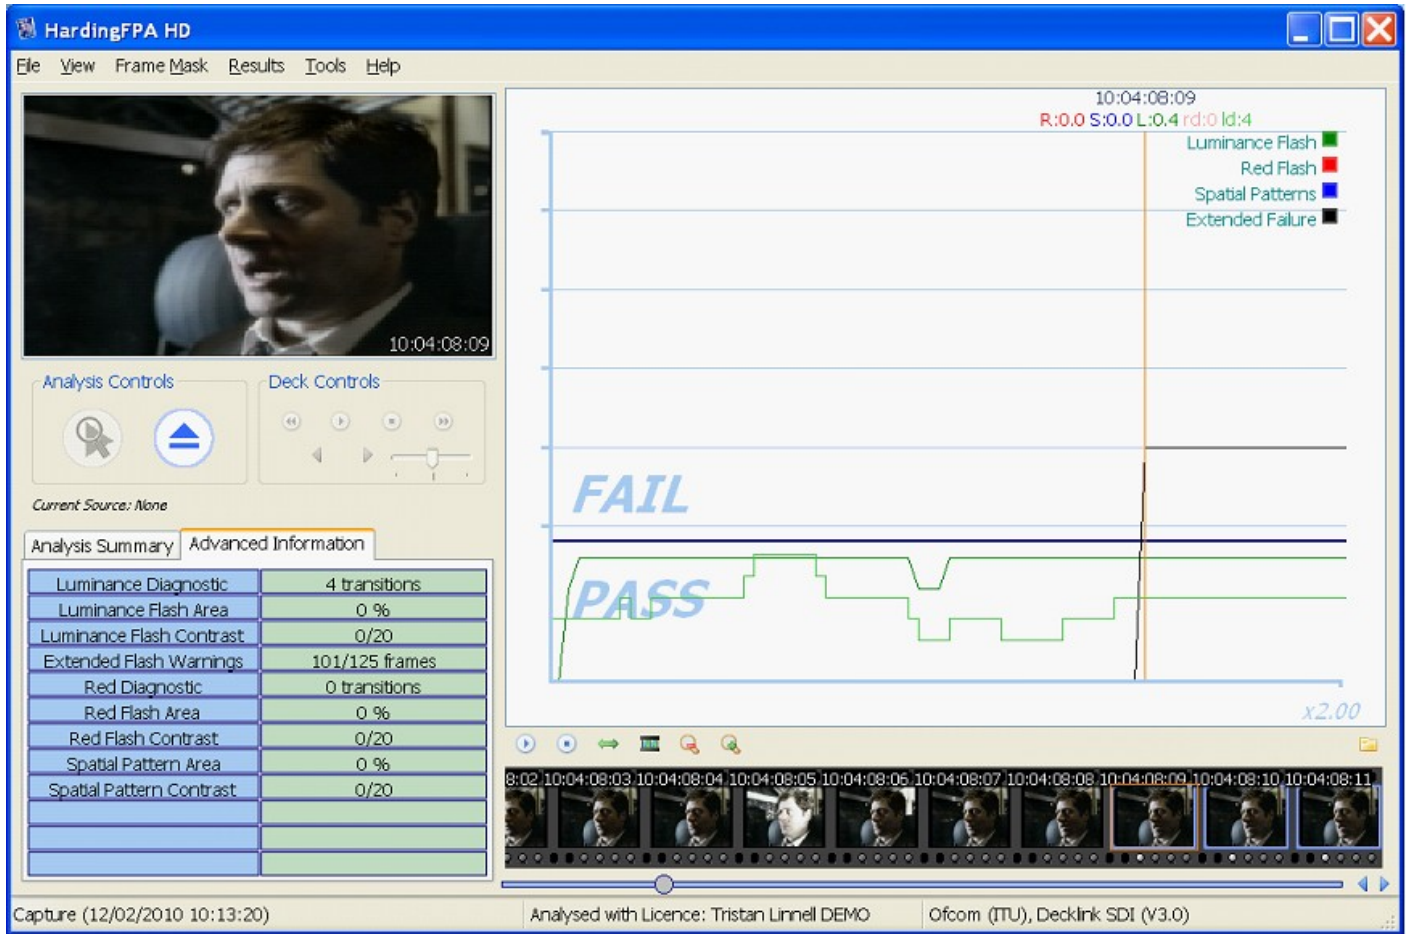 HardingFPA HD
File View Frame Mask Results Tools Help
10:04:08:09
Analysis Controls
Deck Controls
Current Source: None
Analysis Summary Advanced Information
Luminance Diagnostic 4 transitions
Luminance Flash Area 0 %
Luminance Flash Contrast 0/20
Extended Flash Warnings 101/125 frames
Red Diagnostic 0 transitions
Red Flash Area 0 %
Red Flash Contrast 0/20
Spatial Pattern Area 0 %
Spatial Pattern Contrast 0/20
10:04:08:09
R:0.0 S:0.0 L:0.4 rd:0 ld:4
Luminance Flash
Red Flash
Spatial Patterns
Extended Failure
FAIL
PASS
x2.00
8:02 10:04:08:03 10:04:08:04 10:04:08:05 10:04:08:06 10:04:08:07 10:04:08:08 10:04:08:09 10:04:08:10 10:04:08:11
Capture (12/02/2010 10:13:20) Analysed with Licence: Tristan Linnell DEMO Ofcom (ITU), Decklink SDI (V3.0)